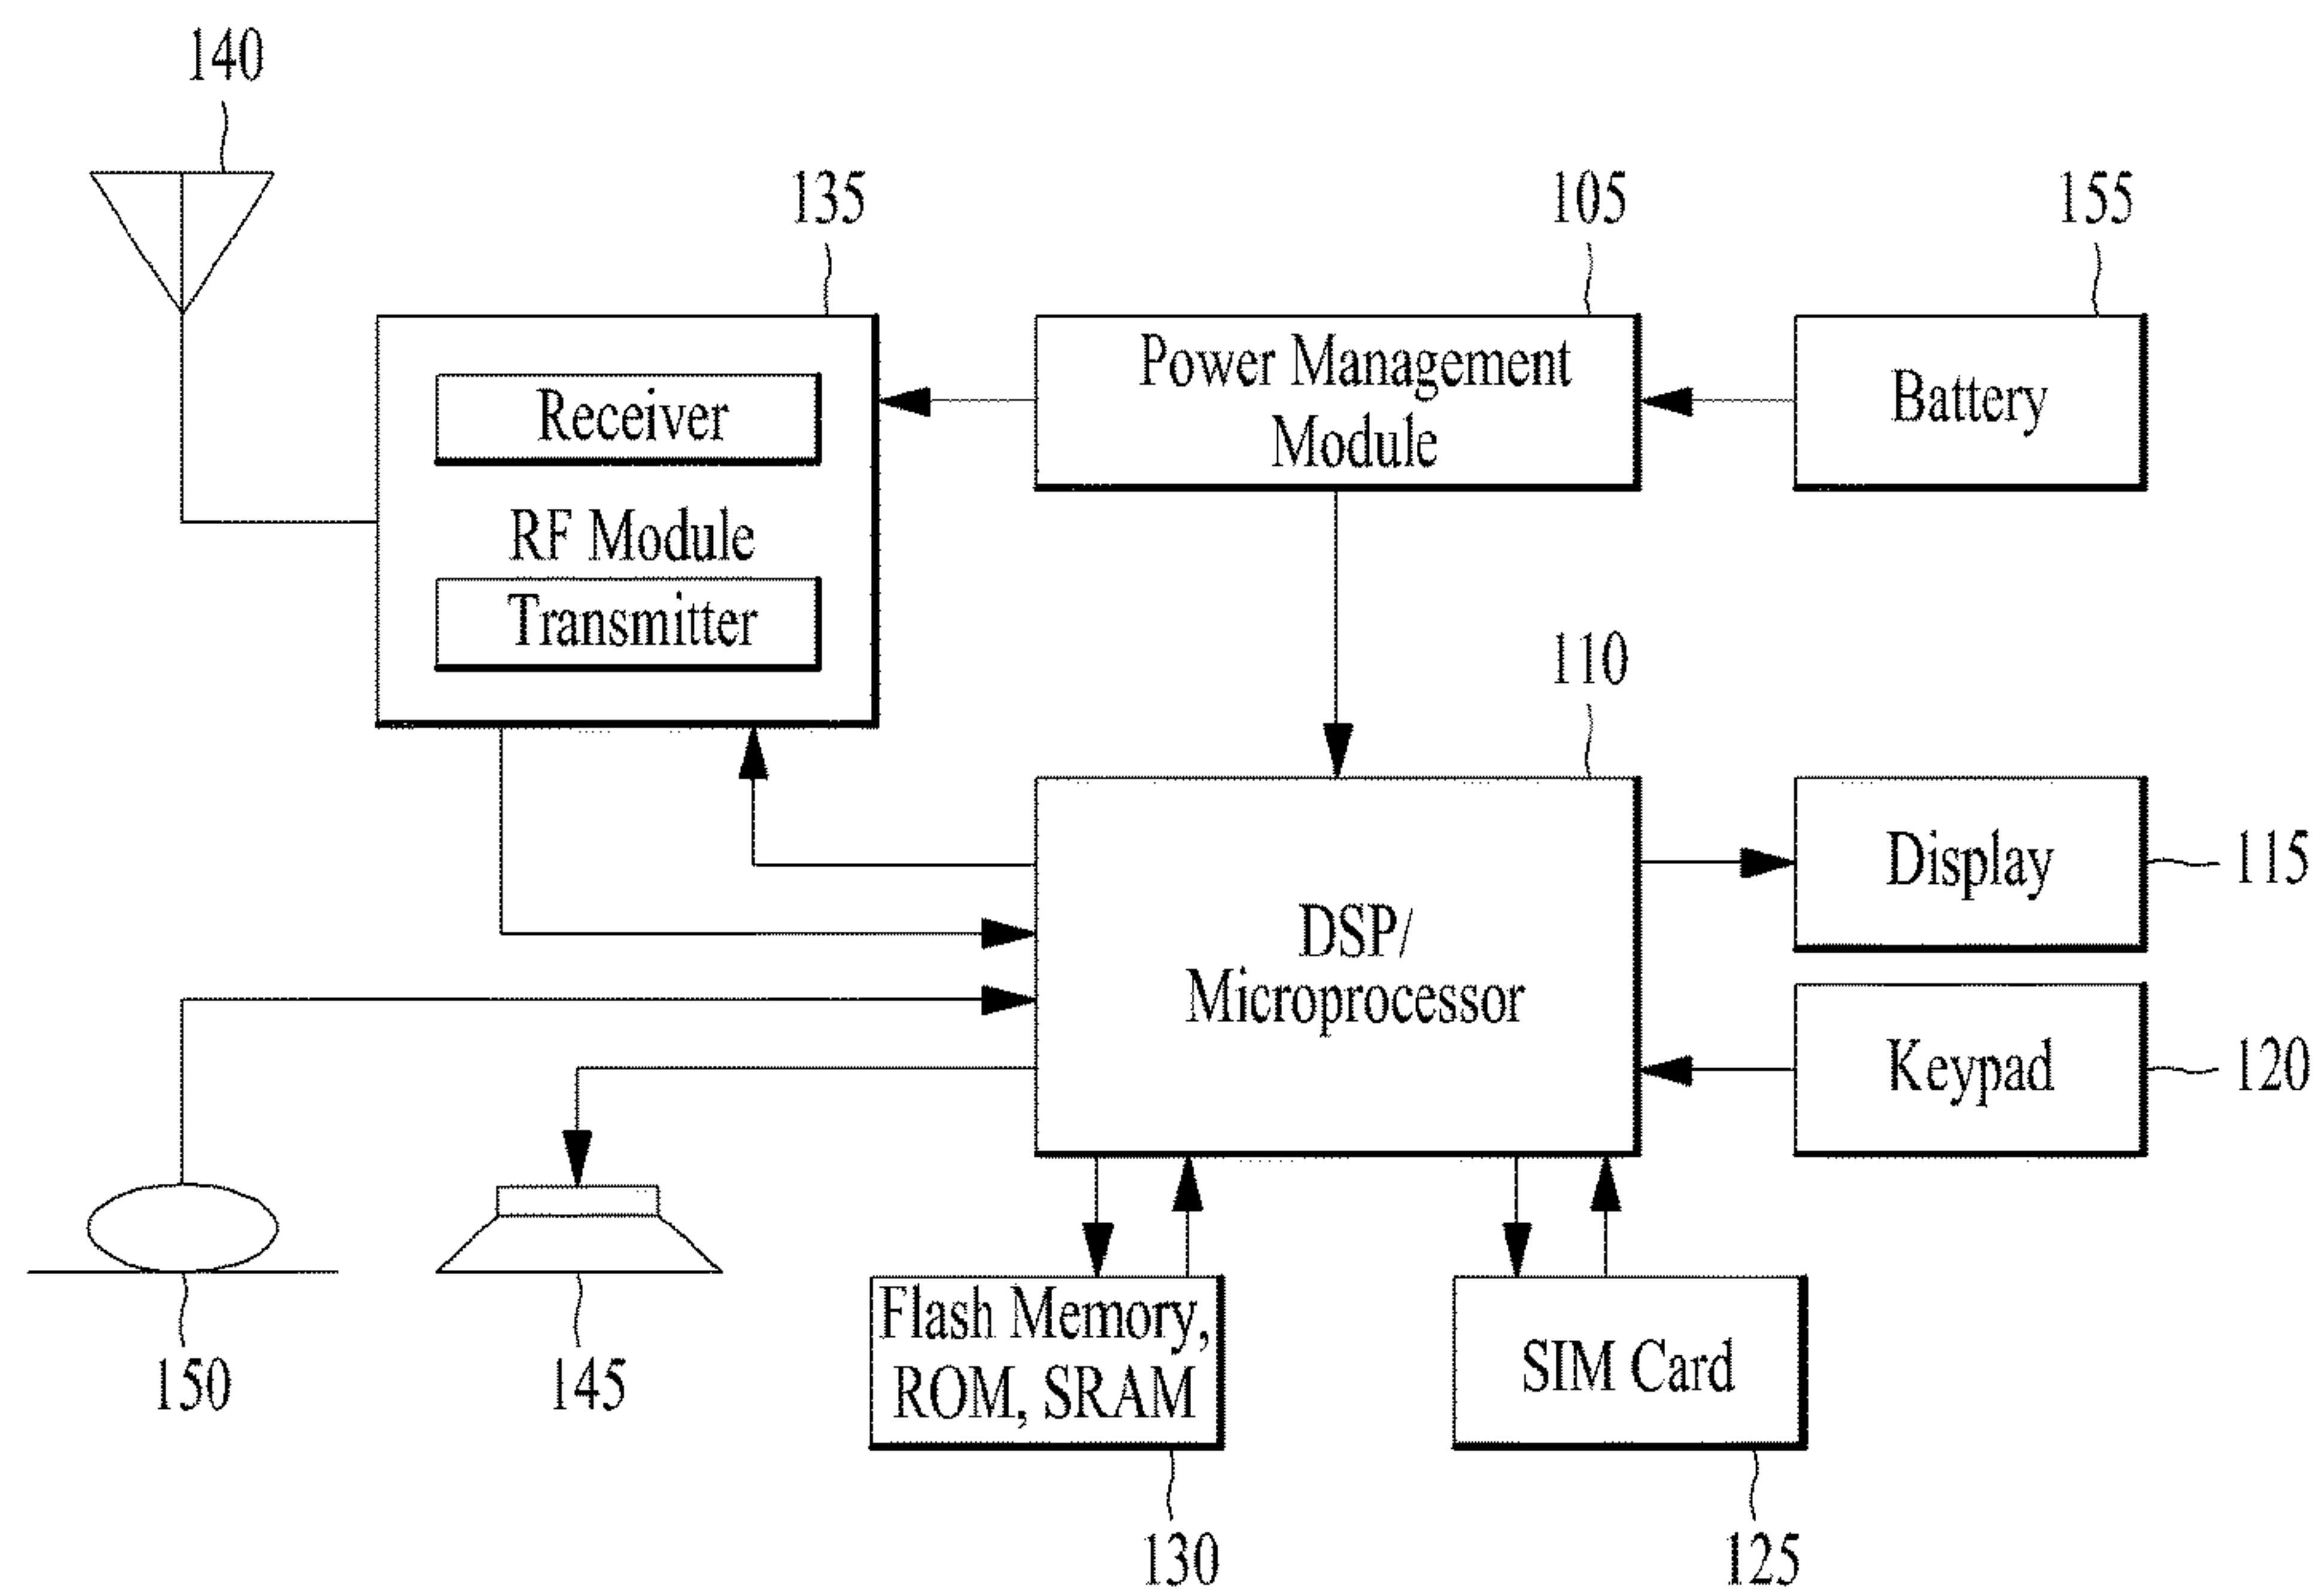 140
135
105
155
Power Management
Module
Battery
Receiver
RF Module
Transmitter
110
Display
115
DSP/
Microprocessor
Keypad
120
150
145
Flash Memory,
ROM, SRAM
SIM Card
130
125